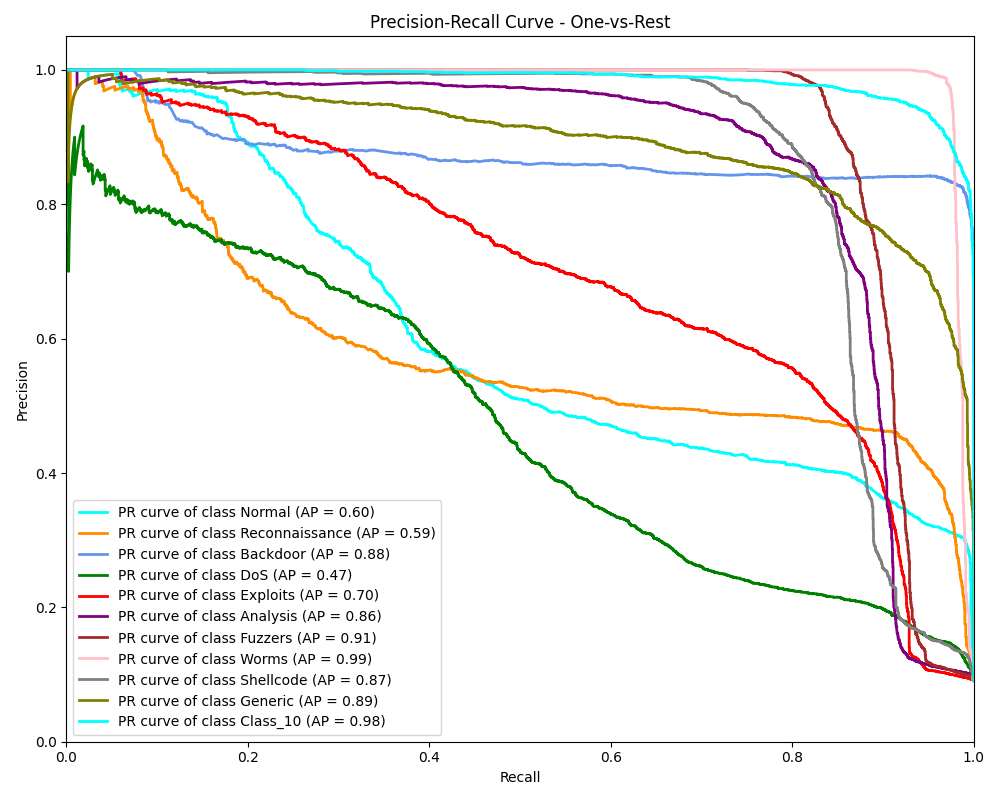 Precision-Recall Curve - One-vs-Rest
1.0
0.8
0.6
0.4
0.2
0.0
Precision
PR curve of class Normal (AP = 0.60)
PR curve of class Reconnaissance (AP = 0.59)
PR curve of class Backdoor (AP = 0.88)
PR curve of class DoS (AP = 0.47)
PR curve of class Exploits (AP = 0.70)
PR curve of class Analysis (AP = 0.86)
PR curve of class Fuzzers (AP = 0.91)
PR curve of class Worms (AP = 0.99)
PR curve of class Shellcode (AP = 0.87)
PR curve of class Generic (AP = 0.89)
PR curve of class Class_10 (AP = 0.98)
0.0 0.2 0.4 0.6 0.8 1.0
Recall